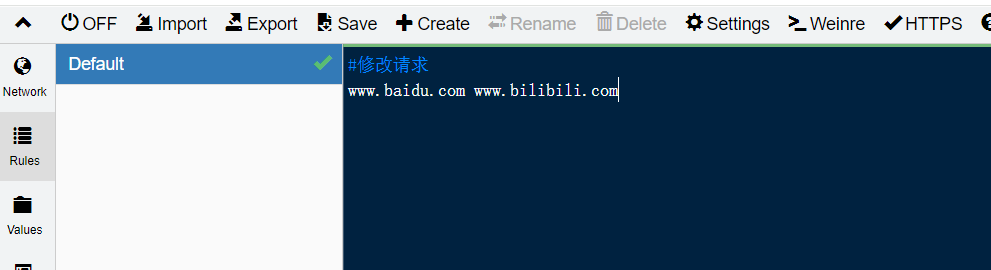 OFF Import Export Save Create Rename Delete Settings Weinre HTTPS
Network
Rules
Values
Default
#修改请求
www.baidu.com www.bilibili.com